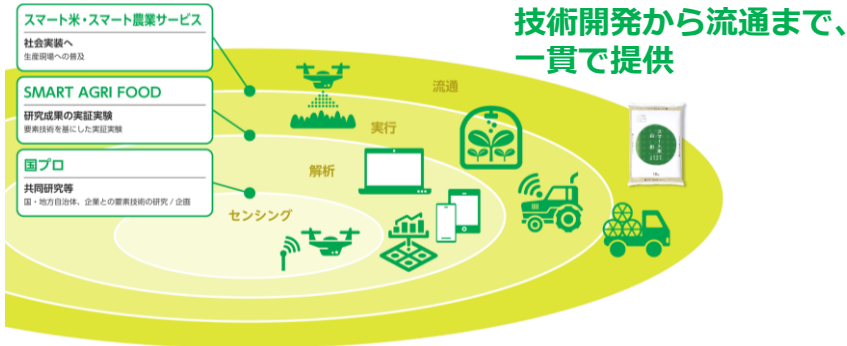 技術開発から流通まで、
一貫で提供
スマート米・スマート農業サービス
社会実装へ
生産現場への普及
SMART AGRI FOOD
研究成果の実証実験
要素技術を基にした実証実験
国プロ
共同研究等
国・地方自治体、企業との要素技術の研究 / 企画
流通
実行
解析
センシング
スマート米